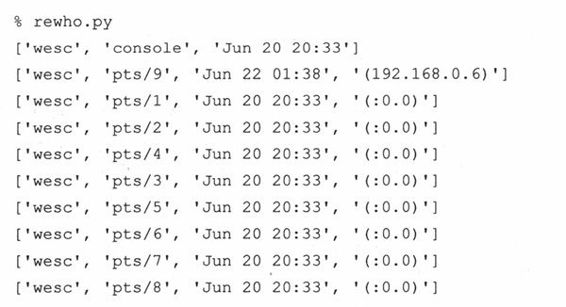 % rewho.py
['wesc', 'console', 'Jun 20 20:33']
['wesc', 'pts/9', 'Jun 22 01:38', '(192.168.0.6)']
['wesc', 'pts/1', 'Jun 20 20:33', '(:0.0)']
['wesc', 'pts/2', 'Jun 20 20:33', '(:0.0)']
['wesc', 'pts/4', 'Jun 20 20:33', '(:0.0)']
['wesc', 'pts/3', 'Jun 20 20:33', '(:0.0)']
['wesc', 'pts/5', 'Jun 20 20:33', '(:0.0)']
['wesc', 'pts/6', 'Jun 20 20:33', '(:0.0)']
['wesc', 'pts/7', 'Jun 20 20:33', '(:0.0)']
['wesc', 'pts/8', 'Jun 20 20:33', '(:0.0)']